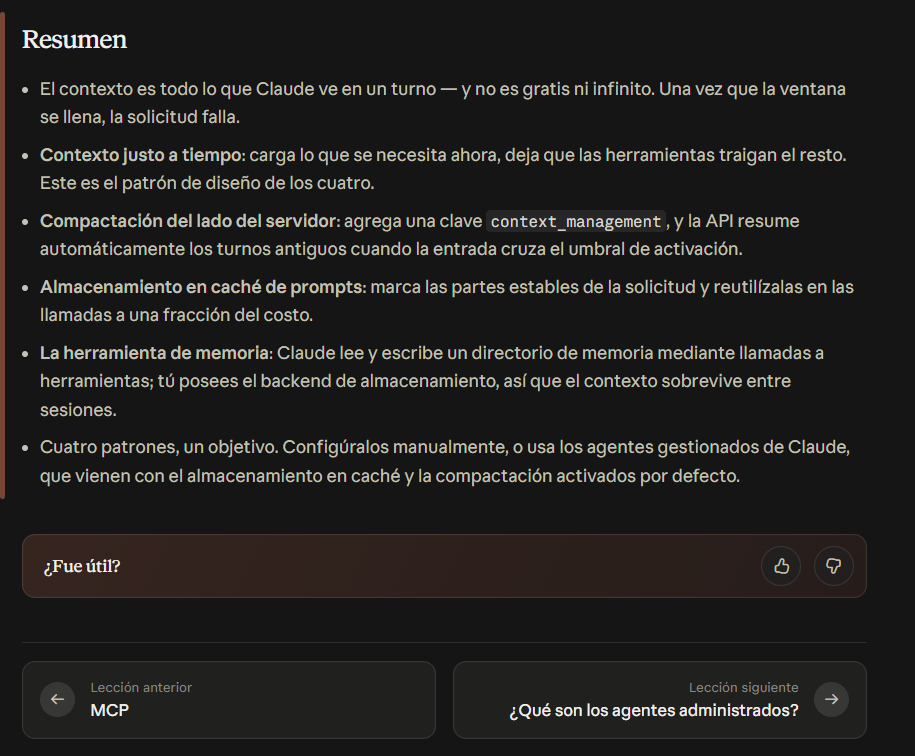 Resumen
El contexto es todo lo que Claude ve en un turno — y no es gratis ni infinito. Una vez que la ventana
se llena, la solicitud falla.
Contexto justo a tiempo: carga lo que se necesita ahora, deja que las herramientas traigan el resto.
Este es el patrón de diseño de los cuatro.
Compactación del lado del servidor: agrega una clave context_management, y la API resume
automáticamente los turnos antiguos cuando la entrada cruza el umbral de activación.
Almacenamiento en caché de prompts: marca las partes estables de la solicitud y reutilízalas en las
llamadas a una fracción del costo.
La herramienta de memoria: Claude lee y escribe un directorio de memoria mediante llamadas a
herramientas; tú posees el backend de almacenamiento, así que el contexto sobrevive entre
sesiones.
Cuatro patrones, un objetivo. Configúralos manualmente, o usa los agentes gestionados de Claude,
que vienen con el almacenamiento en caché y la compactación activados por defecto.
¿Fue útil?
Lección anterior
MCP
Lección siguiente
¿Qué son los agentes administrados?